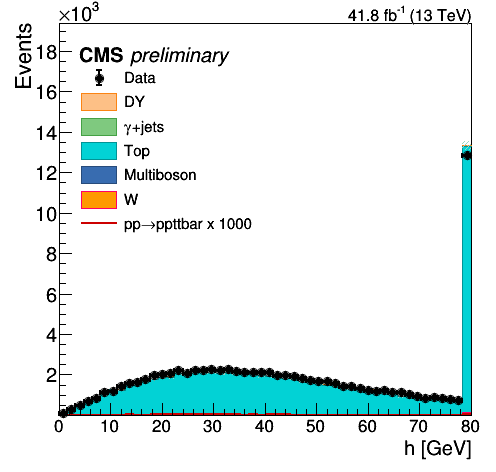 ×10³
41.8 fb⁻¹ (13 TeV)
Events
CMS preliminary
Data
DY
γ+jets
Top
Multiboson
W
pp→ppttbar x 1000
18
16
14
12
10
8
6
4
2
0 10 20 30 40 50 60 70 80
h [GeV]